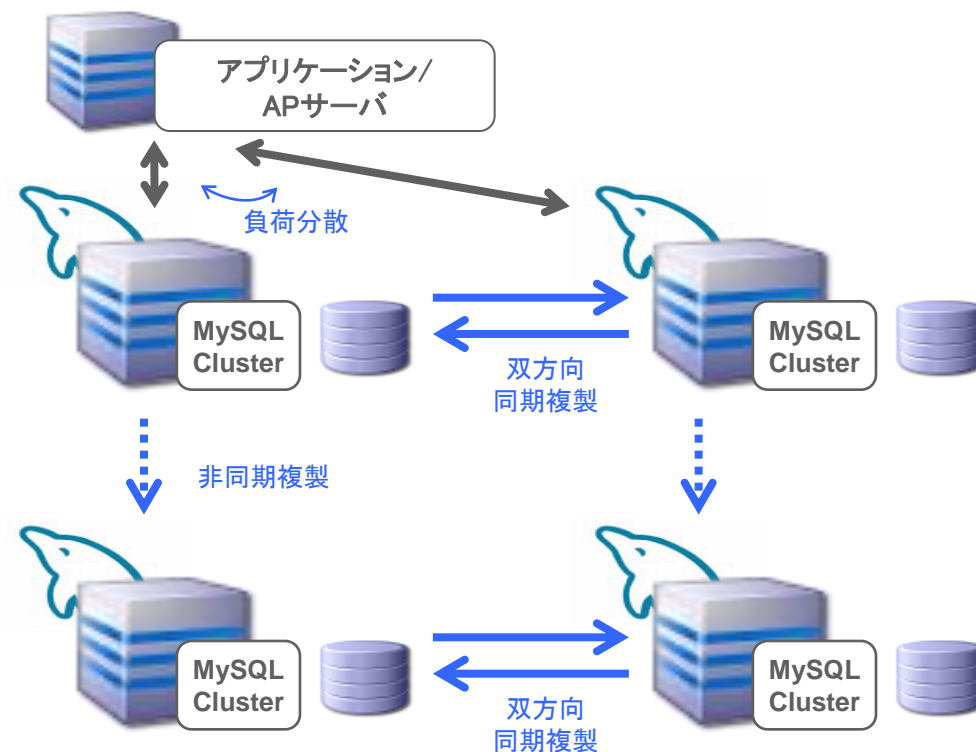 アプリケーション/
APサーバ
負荷分散
MySQL
Cluster
MySQL
Cluster
双方向
同期複製
非同期複製
MySQL
Cluster
MySQL
Cluster
双方向
同期複製